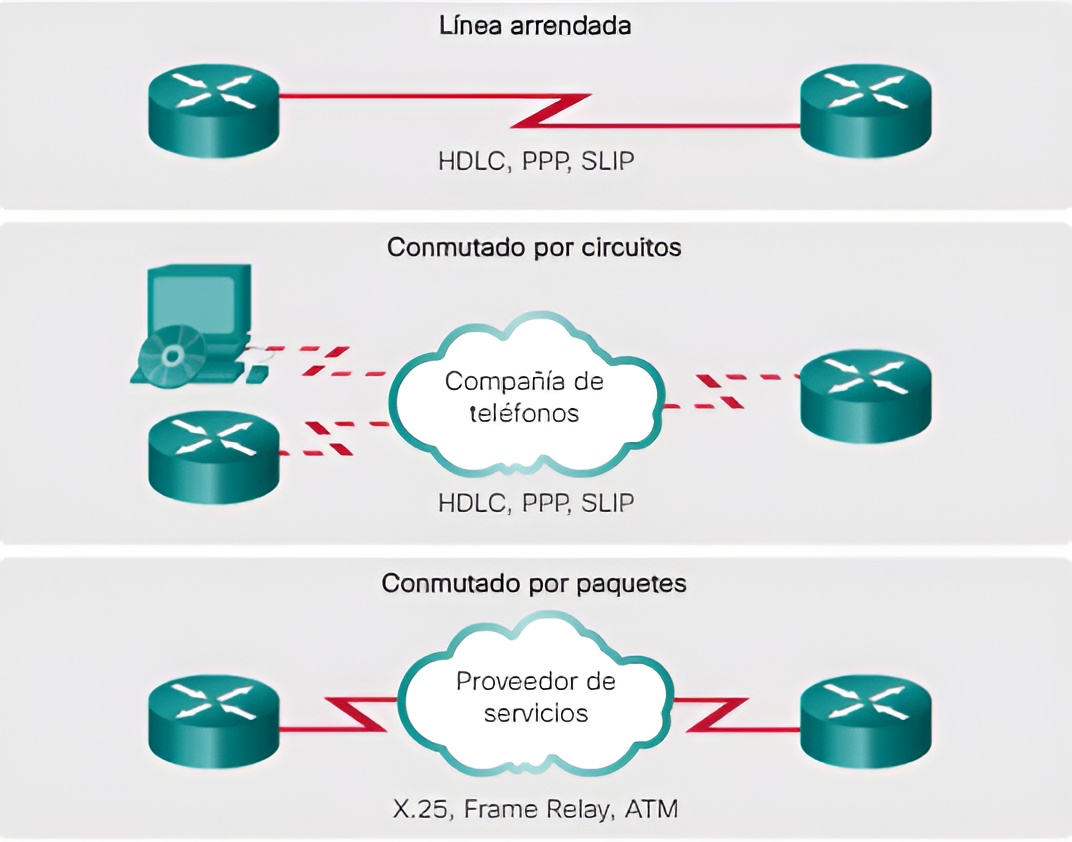 Línea arrendada
HDLC, PPP, SLIP
Conmutado por circuitos
Compañía de
teléfonos
HDLC, PPP, SLIP
Conmutado por paquetes
Proveedor de
servicios
X.25, Frame Relay, ATM